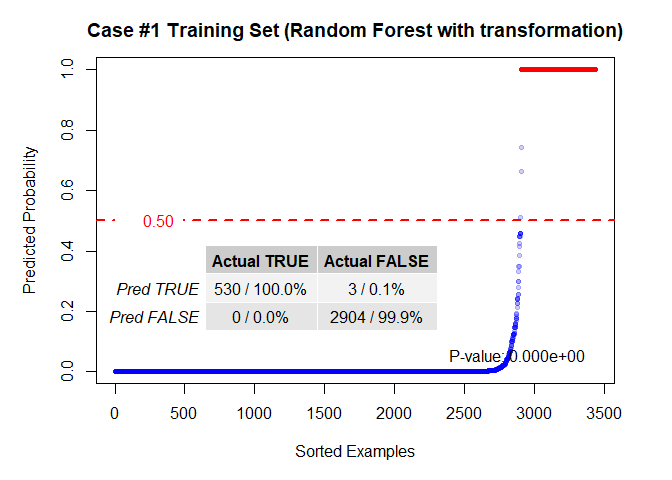 Case #1 Training Set (Random Forest with transformation)
Predicted Probability
1.0
0.8
0.6
0.4
0.2
0.0
0.50
Actual TRUE Actual FALSE
Pred TRUE 530 / 100.0% 3 / 0.1%
Pred FALSE 0 / 0.0% 2904 / 99.9%
P-value: 0.000e+00
0 500 1000 1500 2000 2500 3000 3500
Sorted Examples